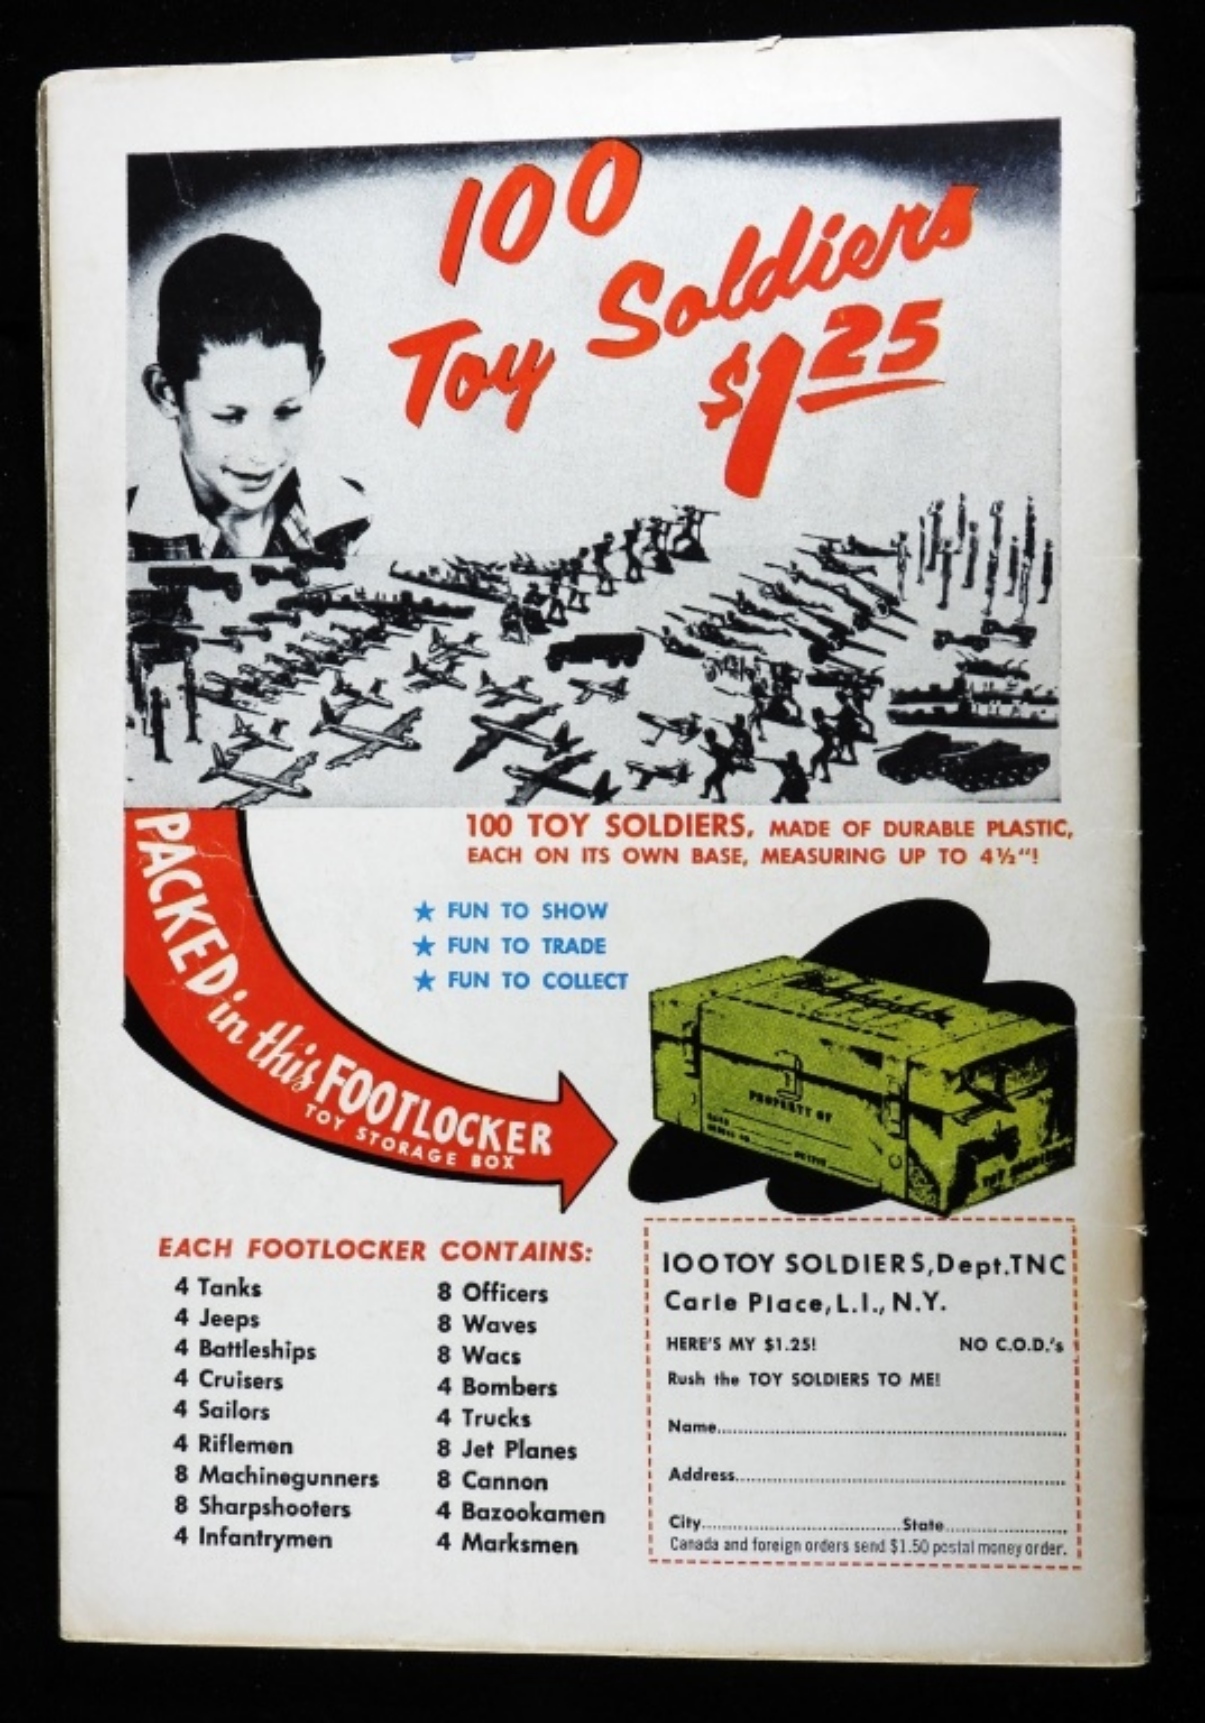 100
Toy Soldiers
$1.25
PACKED in this FOOTLOCKER
TOY STORAGE BOX
100 TOY SOLDIERS, MADE OF DURABLE PLASTIC,
EACH ON ITS OWN BASE, MEASURING UP TO 4½"!
★ FUN TO SHOW
★ FUN TO TRADE
★ FUN TO COLLECT
PROPERTY OF
EACH FOOTLOCKER CONTAINS:
4 Tanks
4 Jeeps
4 Battleships
4 Cruisers
4 Sailors
4 Riflemen
8 Machinegunners
8 Sharpshooters
4 Infantrymen
8 Officers
8 Waves
8 Wacs
4 Bombers
4 Trucks
8 Jet Planes
8 Cannon
4 Bazookamen
4 Marksmen
100 TOY SOLDIERS, Dept. TNC
Carle Place, L.I., N.Y.
HERE'S MY $1.25! NO C.O.D.'s
Rush the TOY SOLDIERS TO ME!
Name
Address
City State
Canada and foreign orders send $1.50 postal money order.